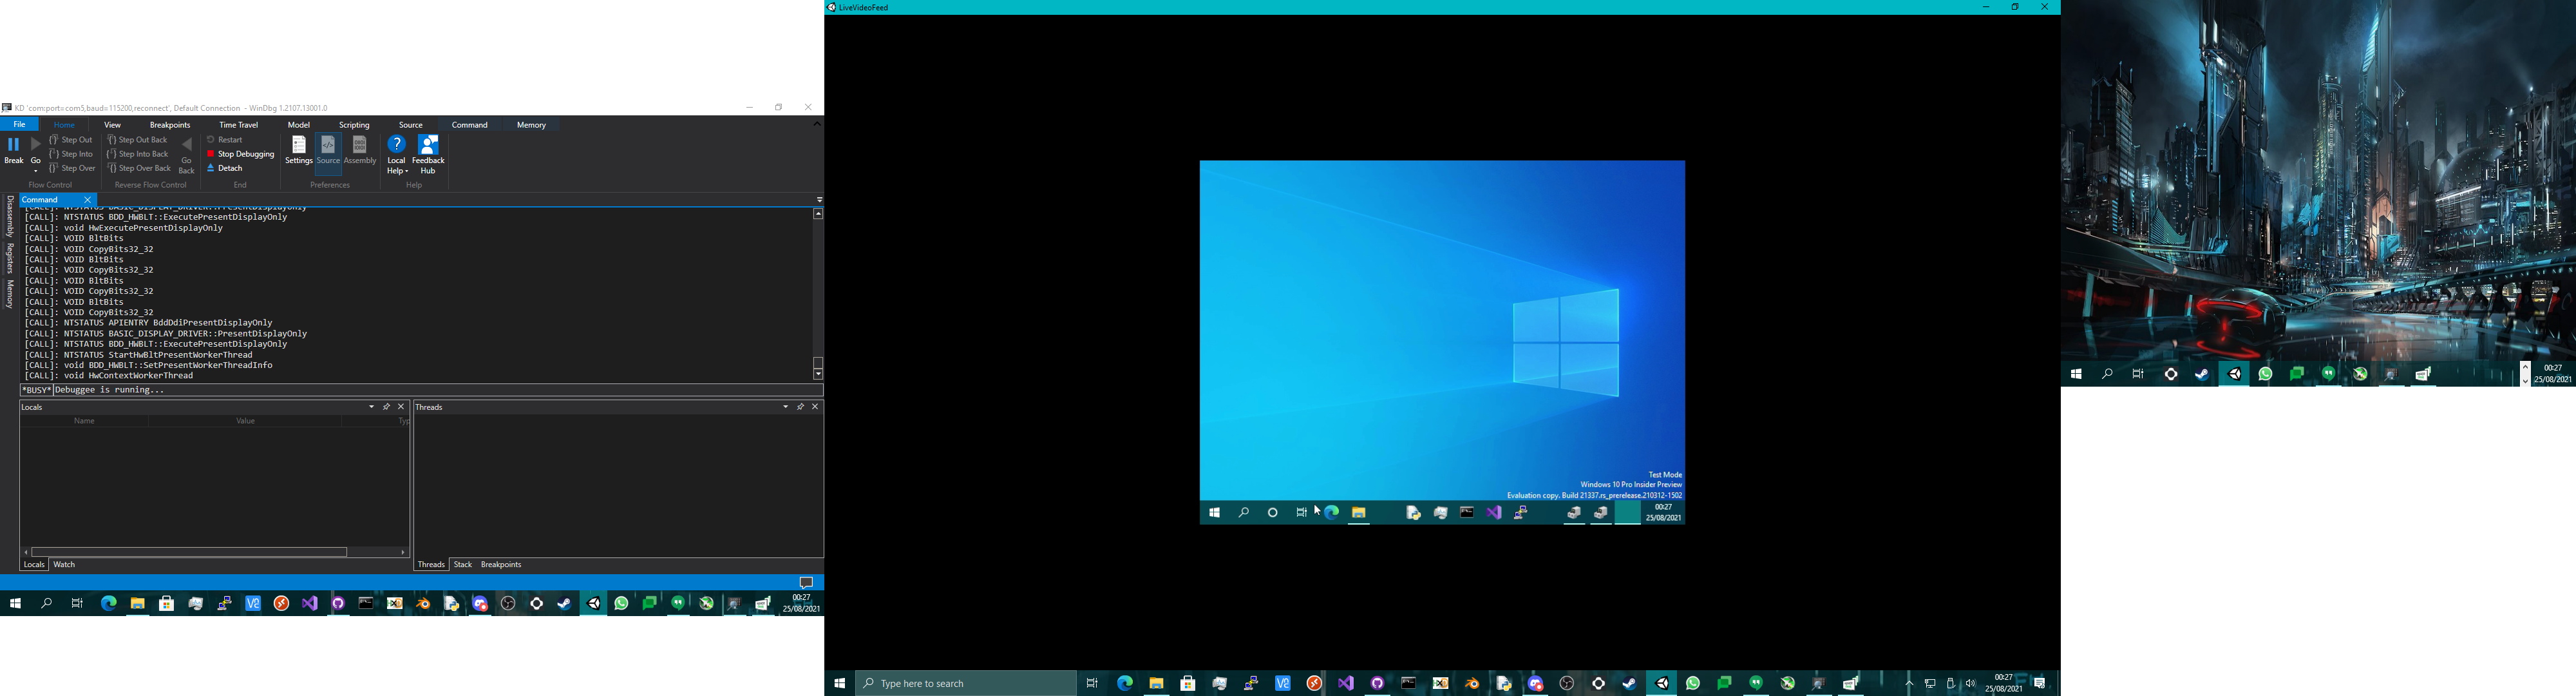 KD 'com:port=com5,baud=115200,reconnect', Default Connection - WinDbg 1.2107.13001.0
File Home View Breakpoints Time Travel Model Scripting Source Command Memory
Break
Go
Step Out
Step Into
Step Over
Flow Control
Step Out Back
Step Into Back
Step Over Back
Go Back
Reverse Flow Control
Restart
Stop Debugging
Detach
End
Settings
Source
Assembly
Preferences
Local Help
Feedback Hub
Help
Disassembly
Registers
Memory
Command
[CALL]: NTSTATUS BASIC_DISPLAY_DRIVER::PresentDisplayOnly
[CALL]: NTSTATUS BDD_HWBLT::ExecutePresentDisplayOnly
[CALL]: void HwExecutePresentDisplayOnly
[CALL]: VOID BltBits
[CALL]: VOID CopyBits32_32
[CALL]: VOID BltBits
[CALL]: VOID CopyBits32_32
[CALL]: VOID BltBits
[CALL]: VOID CopyBits32_32
[CALL]: VOID BltBits
[CALL]: VOID CopyBits32_32
[CALL]: NTSTATUS APIENTRY BddDdiPresentDisplayOnly
[CALL]: NTSTATUS BASIC_DISPLAY_DRIVER::PresentDisplayOnly
[CALL]: NTSTATUS BDD_HWBLT::ExecutePresentDisplayOnly
[CALL]: NTSTATUS StartHwBltPresentWorkerThread
[CALL]: void BDD_HWBLT::SetPresentWorkerThreadInfo
[CALL]: void HwContextWorkerThread
*BUSY* Debuggee is running...
Locals
Name Value Typ
Locals Watch
Threads
Threads Stack Breakpoints
00:27
25/08/2021
LiveVideoFeed
Test Mode
Windows 10 Pro Insider Preview
Evaluation copy. Build 21337.rs_prerelease.210312-1502
00:27
25/08/2021
Type here to search
00:27
25/08/2021
00:27
25/08/2021